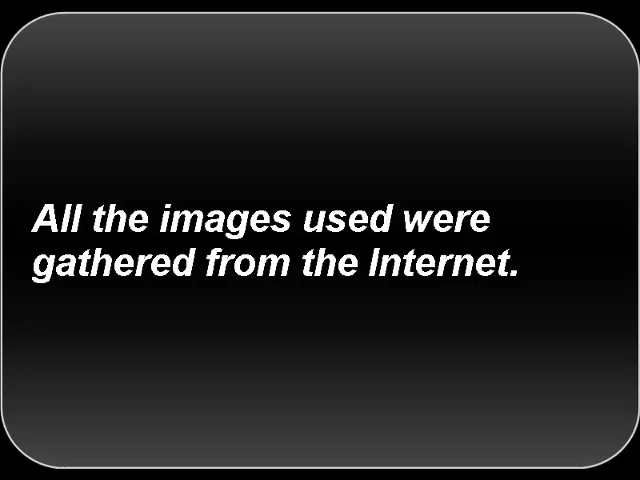 All the images used were
gathered from the Internet.